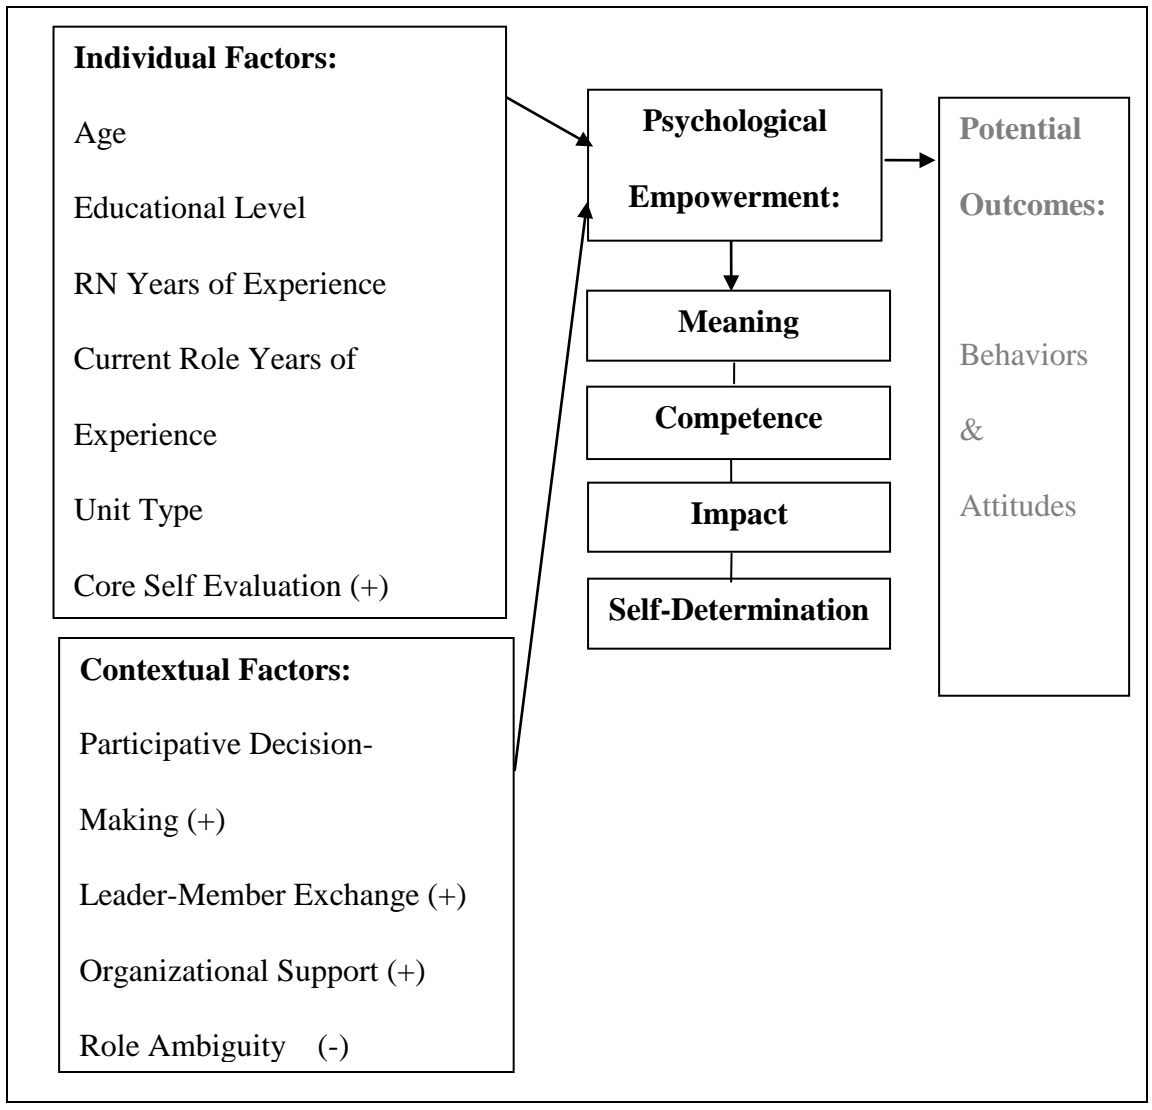 Individual Factors:
Age
Educational Level
RN Years of Experience
Current Role Years of
Experience
Unit Type
Core Self Evaluation (+)
Contextual Factors:
Participative Decision-
Making (+)
Leader-Member Exchange (+)
Organizational Support (+)
Role Ambiguity (-)
Psychological
Empowerment:
Meaning
Competence
Impact
Self-Determination
Potential
Outcomes:
Behaviors
&
Attitudes